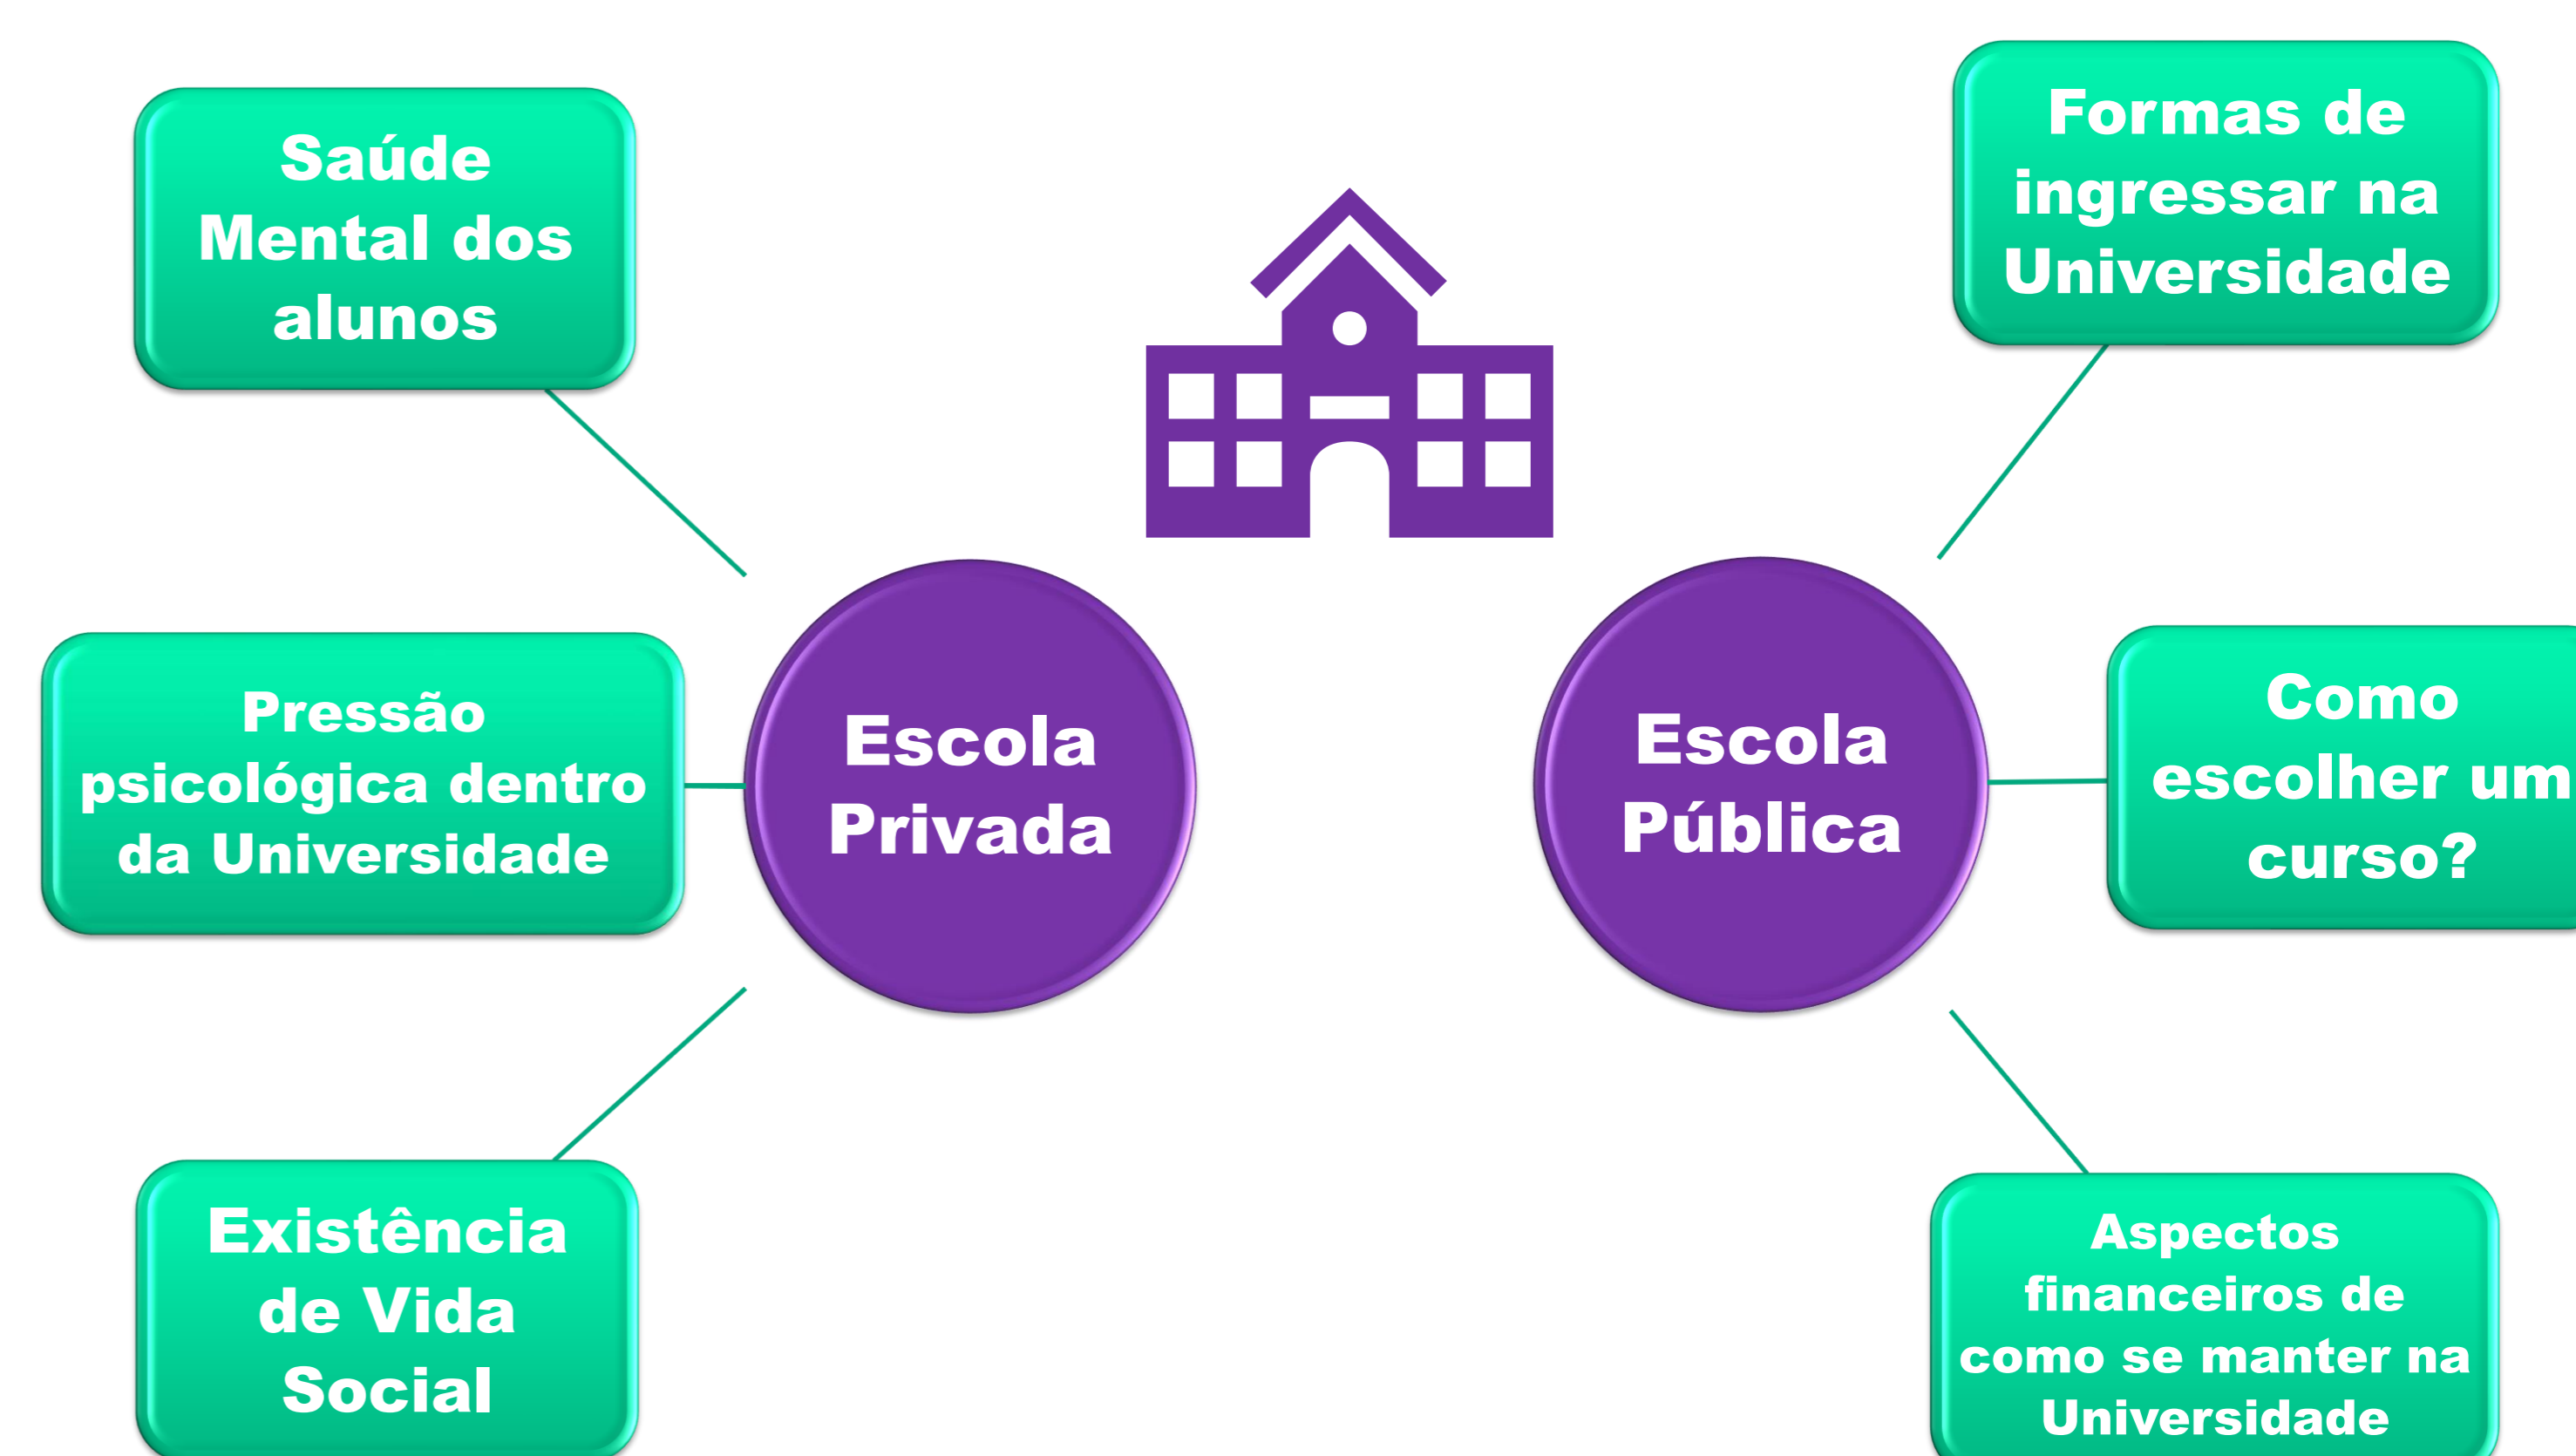 Saúde
Mental dos
alunos
Pressão
psicológica dentro
da Universidade
Existência
de Vida
Social
Escola
Privada
Escola
Pública
Formas de
ingressar na
Universidade
Como
escolher um
curso?
Aspectos
financeiros de
como se manter na
Universidade